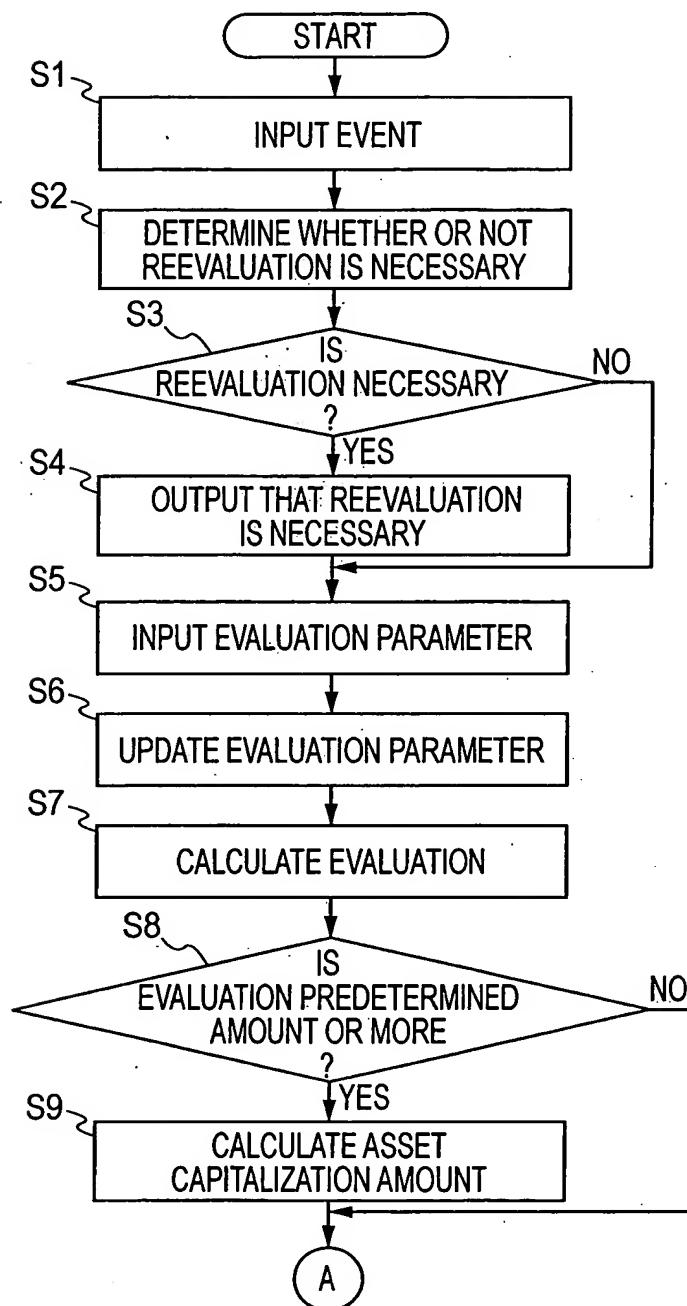 START
S1
INPUT EVENT
S2
DETERMINE WHETHER OR NOT
REEVALUATION IS NECESSARY
S3
IS
REEVALUATION NECESSARY
?
NO
YES
S4
OUTPUT THAT REEVALUATION
IS NECESSARY
S5
INPUT EVALUATION PARAMETER
S6
UPDATE EVALUATION PARAMETER
S7
CALCULATE EVALUATION
S8
IS
EVALUATION PREDETERMINED
AMOUNT OR MORE
?
NO
YES
S9
CALCULATE ASSET
CAPITALIZATION AMOUNT
A